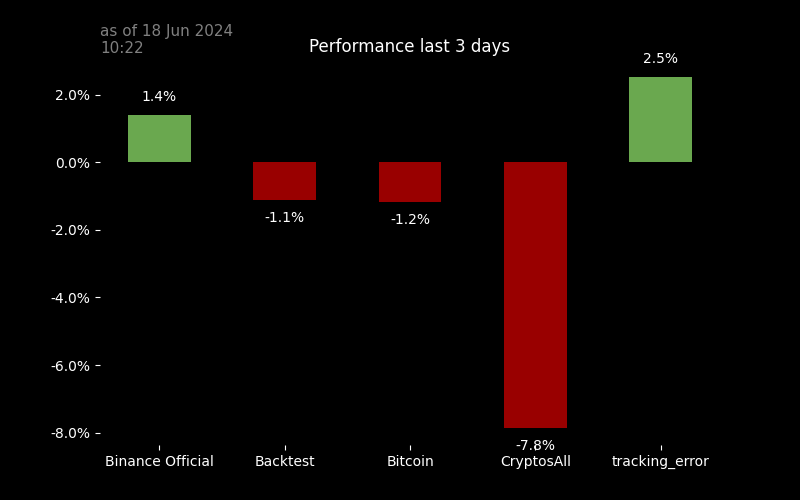 as of 18 Jun 2024
10:22
Performance last 3 days
2.5%
1.4%
2.0%
0.0%
-1.1%
-1.2%
-2.0%
-4.0%
-6.0%
-8.0%
-7.8%
Binance Official
Backtest
Bitcoin
CryptosAll
tracking_error